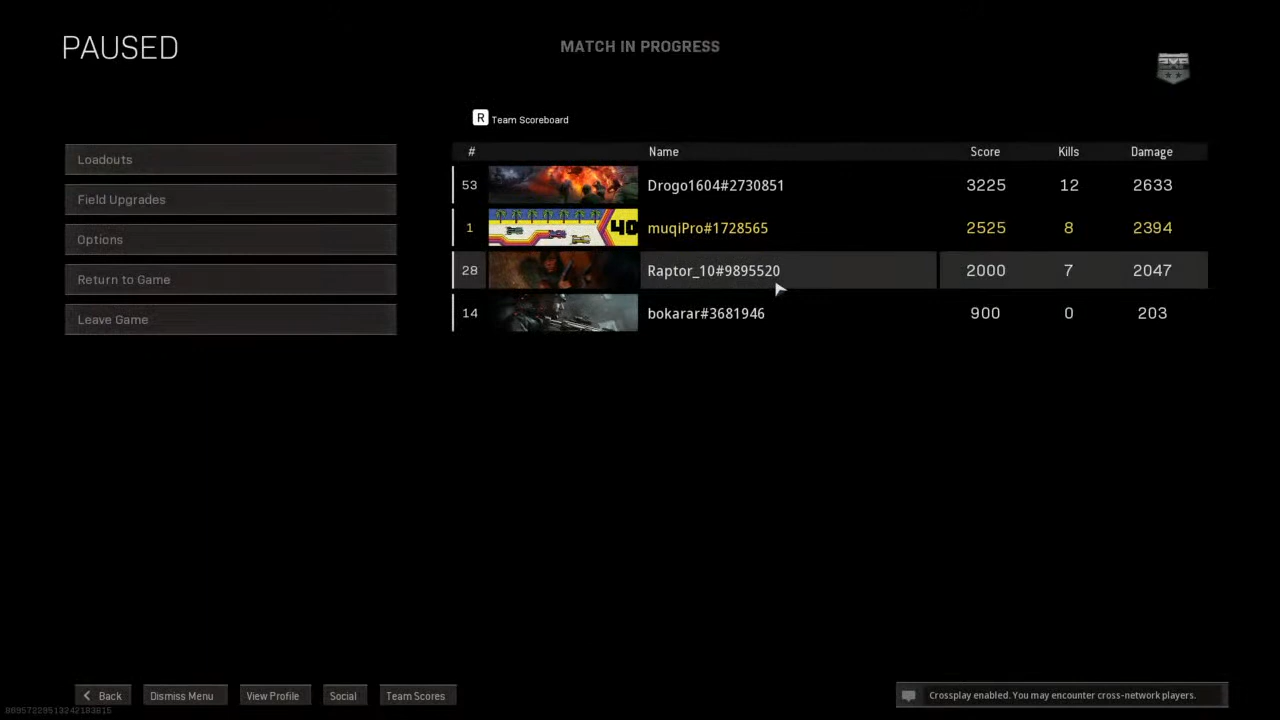 PAUSED
MATCH IN PROGRESS
R Team Scoreboard
# Name Score Kills Damage
Loadouts
Field Upgrades
Options
Return to Game
Leave Game
53 Drogo1604#2730851 3225 12 2633
1 40 muqiPro#1728565 2525 8 2394
28 Raptor_10#9895520 2000 7 2047
14 bokarar#3681946 900 0 203
Back Dismiss Menu View Profile Social Team Scores
Crossplay enabled. You may encounter cross-network players.